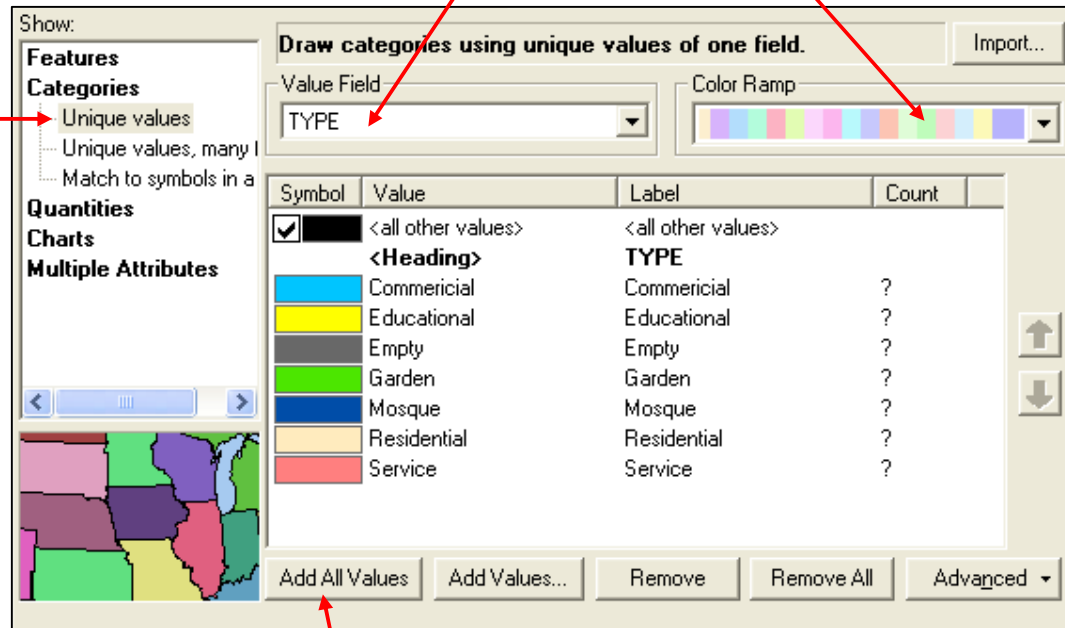 Show:
Features
Categories
Unique values
Unique values, many
Match to symbols in a
Quantities
Charts
Multiple Attributes
Draw categories using unique values of one field.
Import...
Value Field
TYPE
Color Ramp
Symbol Value Label Count
<all other values> <all other values>
<Heading> TYPE
Commericial Commericial ?
Educational Educational ?
Empty Empty ?
Garden Garden ?
Mosque Mosque ?
Residential Residential ?
Service Service ?
Add All Values Add Values... Remove Remove All Advanced